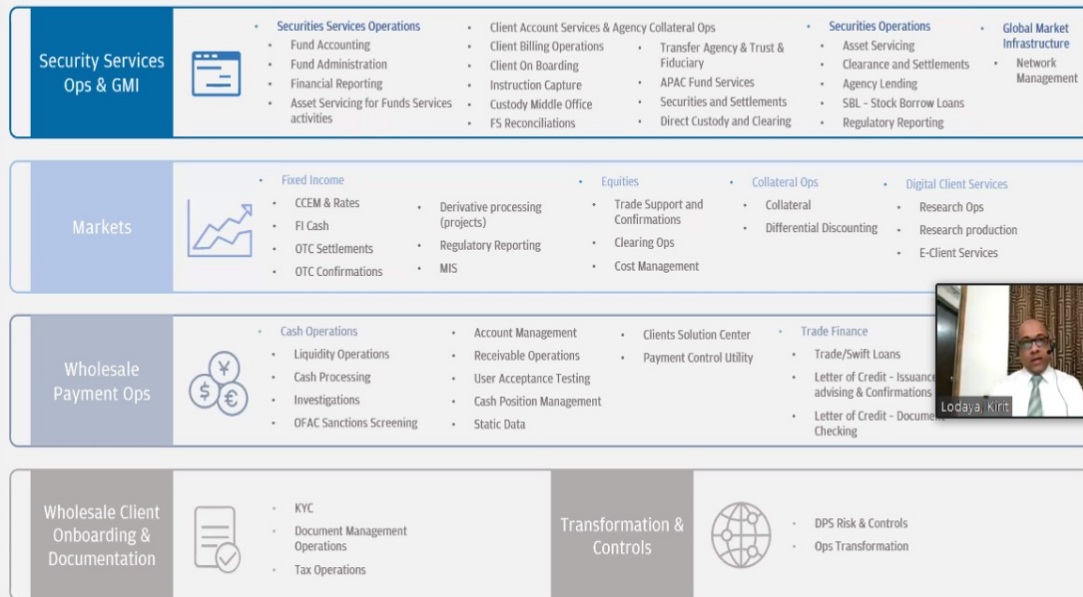 Security Services
Ops & GMI
Securities Services Operations
Fund Accounting
Fund Administration
Financial Reporting
Asset Servicing for Funds Services
activities
Client Account Services & Agency Collateral Ops
Client Billing Operations
Client On Boarding
Instruction Capture
Custody Middle Office
FS Reconciliations
Transfer Agency & Trust &
Fiduciary
APAC Fund Services
Securities and Settlements
Direct Custody and Clearing
Securities Operations
Asset Servicing
Clearance and Settlements
Agency Lending
SBL - Stock Borrow Loans
Regulatory Reporting
Global Market
Infrastructure
Network
Management
Markets
Fixed Income
CCEM & Rates
FI Cash
OTC Settlements
OTC Confirmations
Derivative processing
(projects)
Regulatory Reporting
MIS
Equities
Trade Support and
Confirmations
Clearing Ops
Cost Management
Collateral Ops
Collateral
Differential Discounting
Digital Client Services
Research Ops
Research production
E-Client Services
Wholesale
Payment Ops
¥
$
€
Cash Operations
Liquidity Operations
Cash Processing
Investigations
OFAC Sanctions Screening
Account Management
Receivable Operations
User Acceptance Testing
Cash Position Management
Static Data
Clients Solution Center
Payment Control Utility
Trade Finance
Trade/Swift Loans
Letter of Credit - Issuance
advising & Confirmations
Letter of Credit - Docume
Checking
Lodaya, Kirit
Wholesale Client
Onboarding &
Documentation
KYC
Document Management
Operations
Tax Operations
Transformation &
Controls
DPS Risk & Controls
Ops Transformation